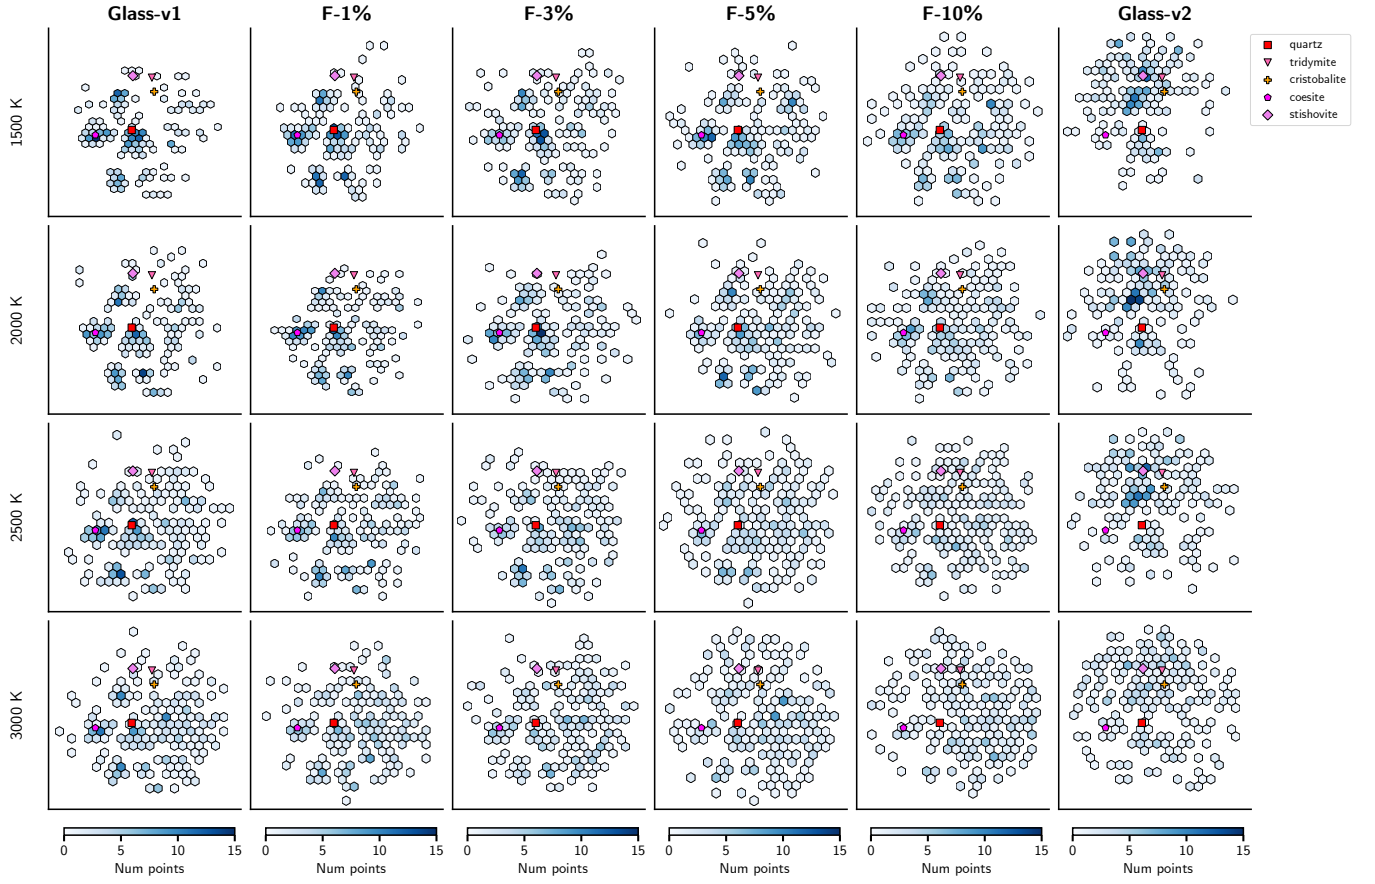 Glass-v1 F-1% F-3% F-5% F-10% Glass-v2
quartz
tridymite
cristobalite
coesite
stishovite
1500 K
2000 K
2500 K
3000 K
0 5 10 15 0 5 10 15 0 5 10 15 0 5 10 15 0 5 10 15 0 5 10 15
Num points Num points Num points Num points Num points Num points